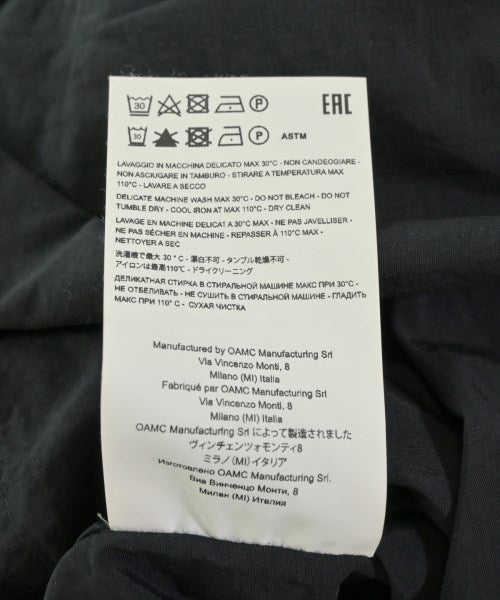 30 P EAC
30 P ASTM
LAVAGGIO IN MACCHINA DELICATO MAX 30°C - NON CANDEGGIARE -
NON ASCIUGARE IN TAMBURO - STIRARE A TEMPERATURA MAX
110°C - LAVARE A SECCO
DELICATE MACHINE WASH MAX 30°C - DO NOT BLEACH - DO NOT
TUMBLE DRY - COOL IRON AT MAX 110°C - DRY CLEAN
LAVAGE EN MACHINE DELICAT A 30°C MAX - NE PAS JAVELLISER -
NE PAS SÉCHER EN MACHINE - REPASSER À 110°C MAX -
NETTOYER A SEC
洗濯機で最大 30°C - 漂白不可 - タンブル乾燥不可 -
アイロンは最高110℃ - ドライクリーニング
ДЕЛИКАТНАЯ СТИРКА В СТИРАЛЬНОЙ МАШИНЕ МАКС ПРИ 30°C -
НЕ ОТБЕЛИВАТЬ - НЕ СУШИТЬ В СТИРАЛЬНОЙ МАШИНЕ - ГЛАДИТЬ
МАКС ПРИ 110° C - СУХАЯ ЧИСТКА
Manufactured by OAMC Manufacturing Srl
Via Vincenzo Monti, 8
Milano (MI) Italia
Fabriqué par OAMC Manufacturing Srl
Via Vincenzo Monti, 8
Milano (MI) Italia
OAMC Manufacturing Srl によって製造されました
ヴィンチェンツォモンティ8
ミラノ(MI)イタリア
Изготовлено OAMC Manufacturing Srl.
Виа Винченцо Монти, 8
Милан (MI) Италия